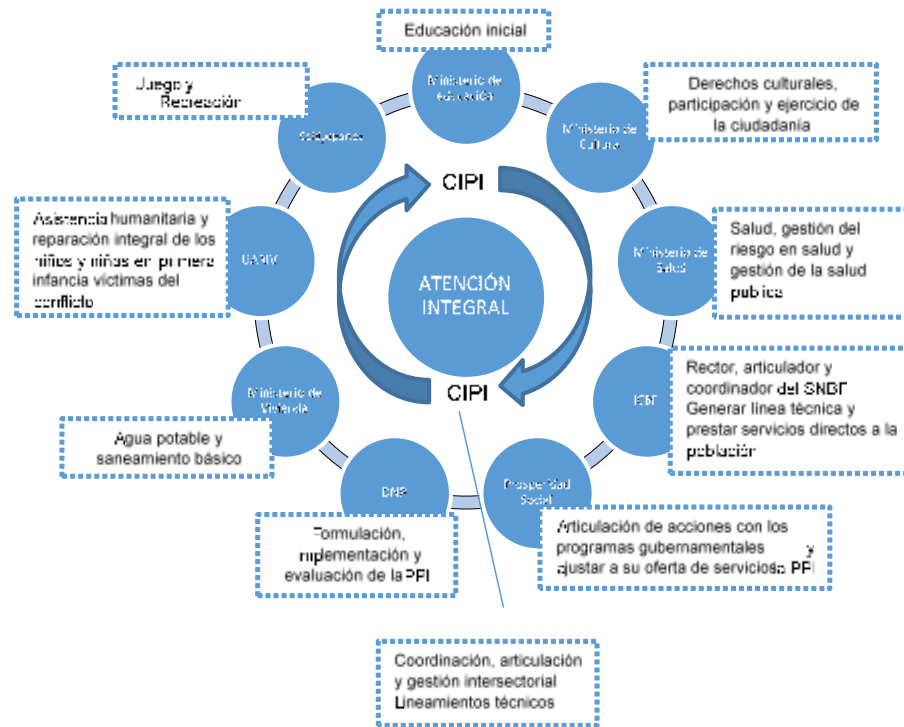 Educación inicial
Ministerio de
educación
Juego y
Recreación
Derechos culturales,
participación y ejercicio de
la ciudadanía
Ministerio de
Cultura
CIPI
Asistencia humanitaria y
reparación integral de los
niños y niñas en primera
infancia víctimas del
conflicto
UARIV
ATENCIÓN
INTEGRAL
Ministerio de
Salud
Salud, gestión del
riesgo en salud y
gestión de la salud
publica
CIPI
Ministerio de
Vivienda
Agua potable y
saneamiento básico
ICBF
Rector, articulador y
coordinador del SNBF
Generar línea técnica y
prestar servicios directos a la
población
DNP
Formulación,
implementación y
evaluación de la PPI
Prosperidad
Social
Articulación de acciones con los
programas gubernamentales y
ajustar a su oferta de servicios a PPI
Coordinación, articulación
y gestión intersectorial
Lineamientos técnicos